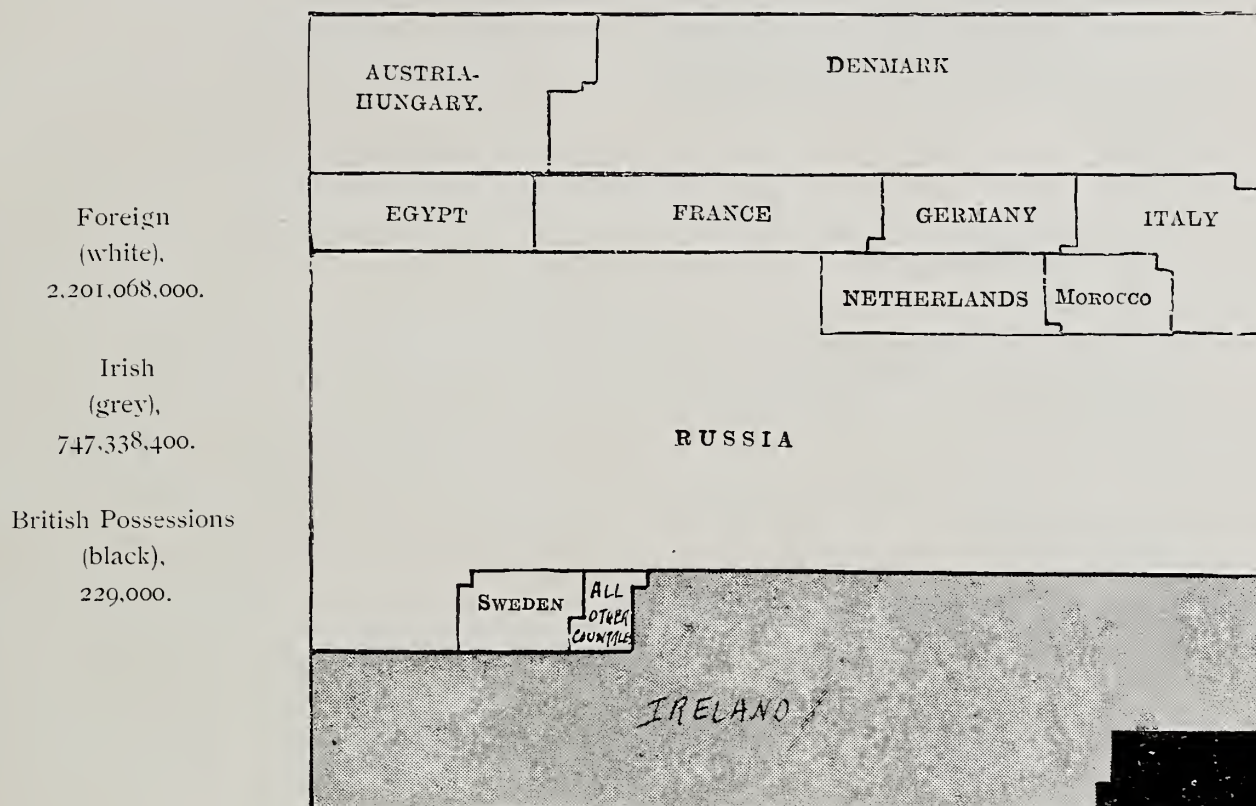 AUSTRIA-
HUNGARY.
DENMARK
EGYPT
FRANCE
GERMANY
ITALY
Foreign
(white),
2,201,068,000.
NETHERLANDS
MOROCCO
Irish
(grey),
747,338,400.
RUSSIA
British Possessions
(black),
229,000.
SWEDEN
ALL
OTHER
COUNTRIES
IRELAND